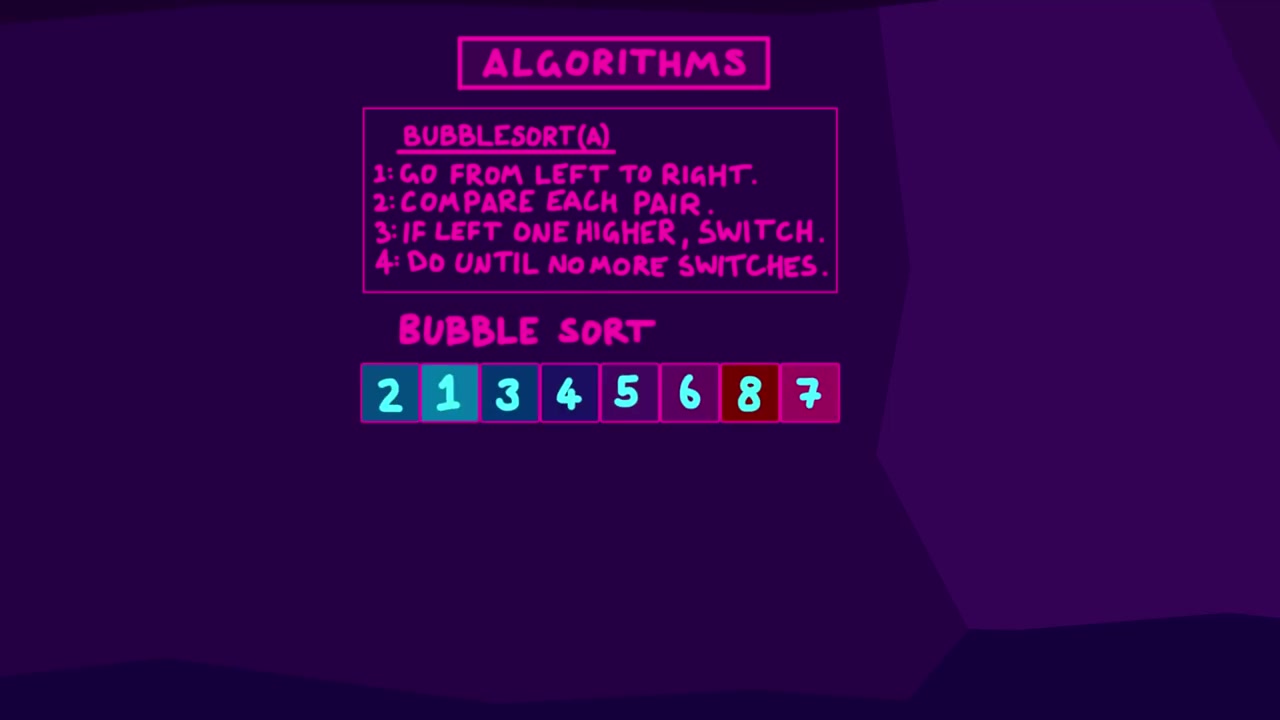 ALGORITHMS
BUBBLESORT(A)
1: GO FROM LEFT TO RIGHT.
2: COMPARE EACH PAIR.
3: IF LEFT ONE HIGHER, SWITCH.
4: DO UNTIL NO MORE SWITCHES.
BUBBLE SORT
2 1 3 4 5 6 8 7